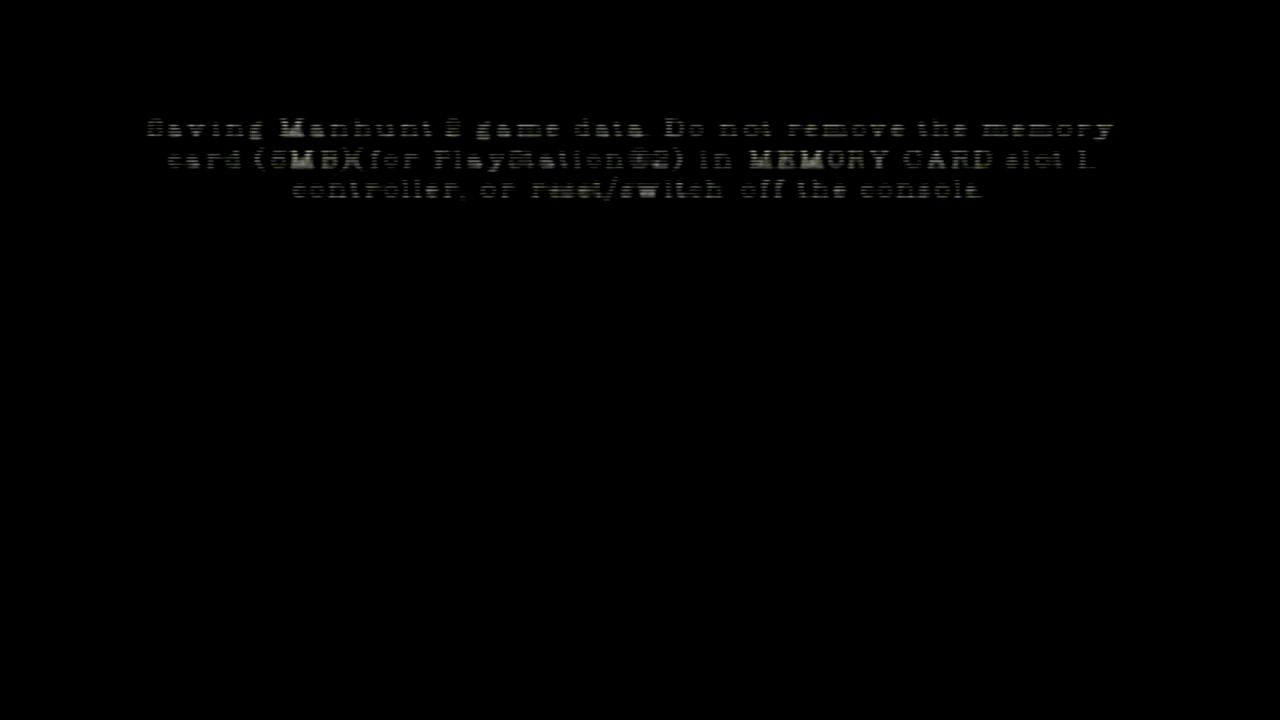 Saving Manhunt 2 game data. Do not remove the memory
card (8MB)(for PlayStation®2) in MEMORY CARD slot 1,
controller, or reset/switch off the console.